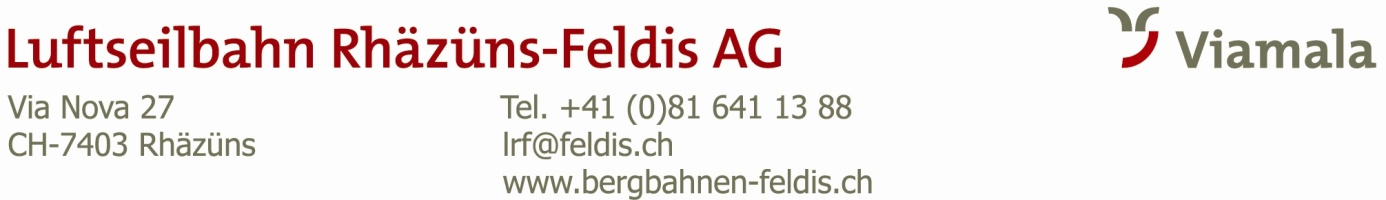 Luftseilbahn Rhäzüns-Feldis AG
Viamala
Via Nova 27
Tel. +41 (0)81 641 13 88
CH-7403 Rhäzüns
lrf@feldis.ch
www.bergbahnen-feldis.ch